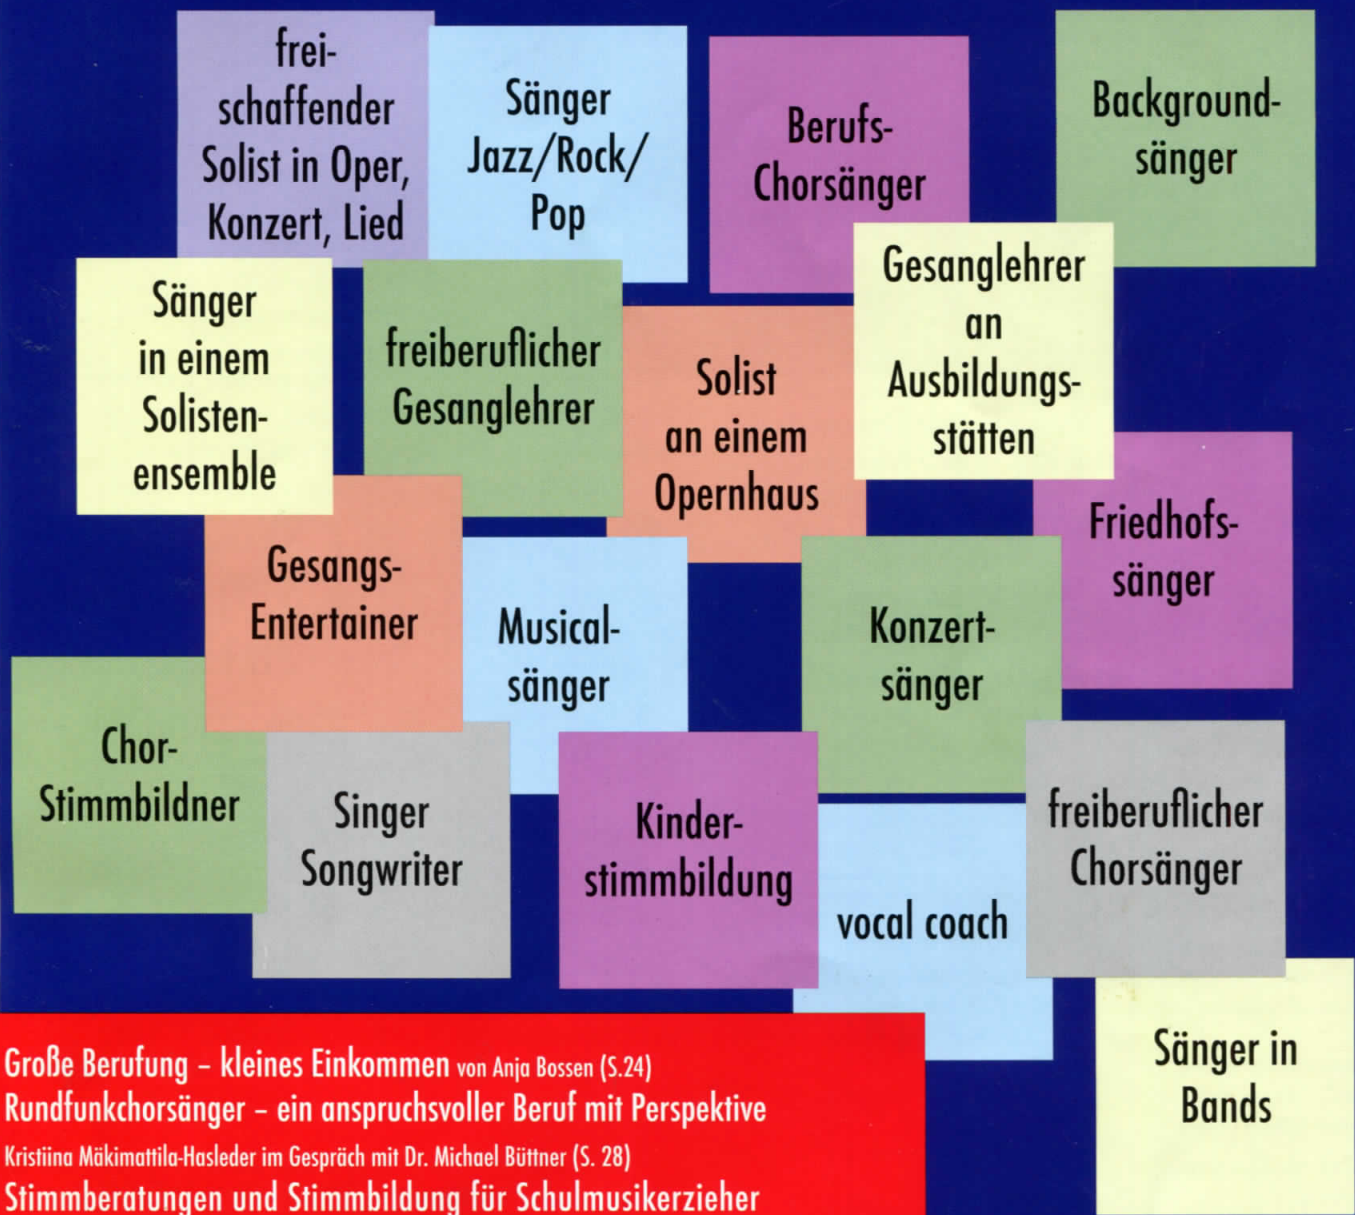 frei-
schaffender
Solist in Oper,
Konzert, Lied
Sänger
Jazz/Rock/
Pop
Berufs-
Chorsänger
Background-
sänger
Sänger
in einem
Solisten-
ensemble
freiberuflicher
Gesanglehrer
Solist
an einem
Opernhaus
Gesanglehrer
an
Ausbildungs-
stätten
Friedhofs-
sänger
Gesangs-
Entertainer
Musical-
sänger
Konzert-
sänger
Chor-
Stimmbildner
Singer
Songwriter
Kinder-
stimmbildung
vocal coach
freiberuflicher
Chorsänger
Sänger in
Bands
Große Berufung – kleines Einkommen von Anja Bossen (S.24)
Rundfunkchorsänger – ein anspruchsvoller Beruf mit Perspektive
Kristiina Mäkimattila-Hasleder im Gespräch mit Dr. Michael Büttner (S. 28)
Stimmberatungen und Stimmbildung für Schulmusikerzieher